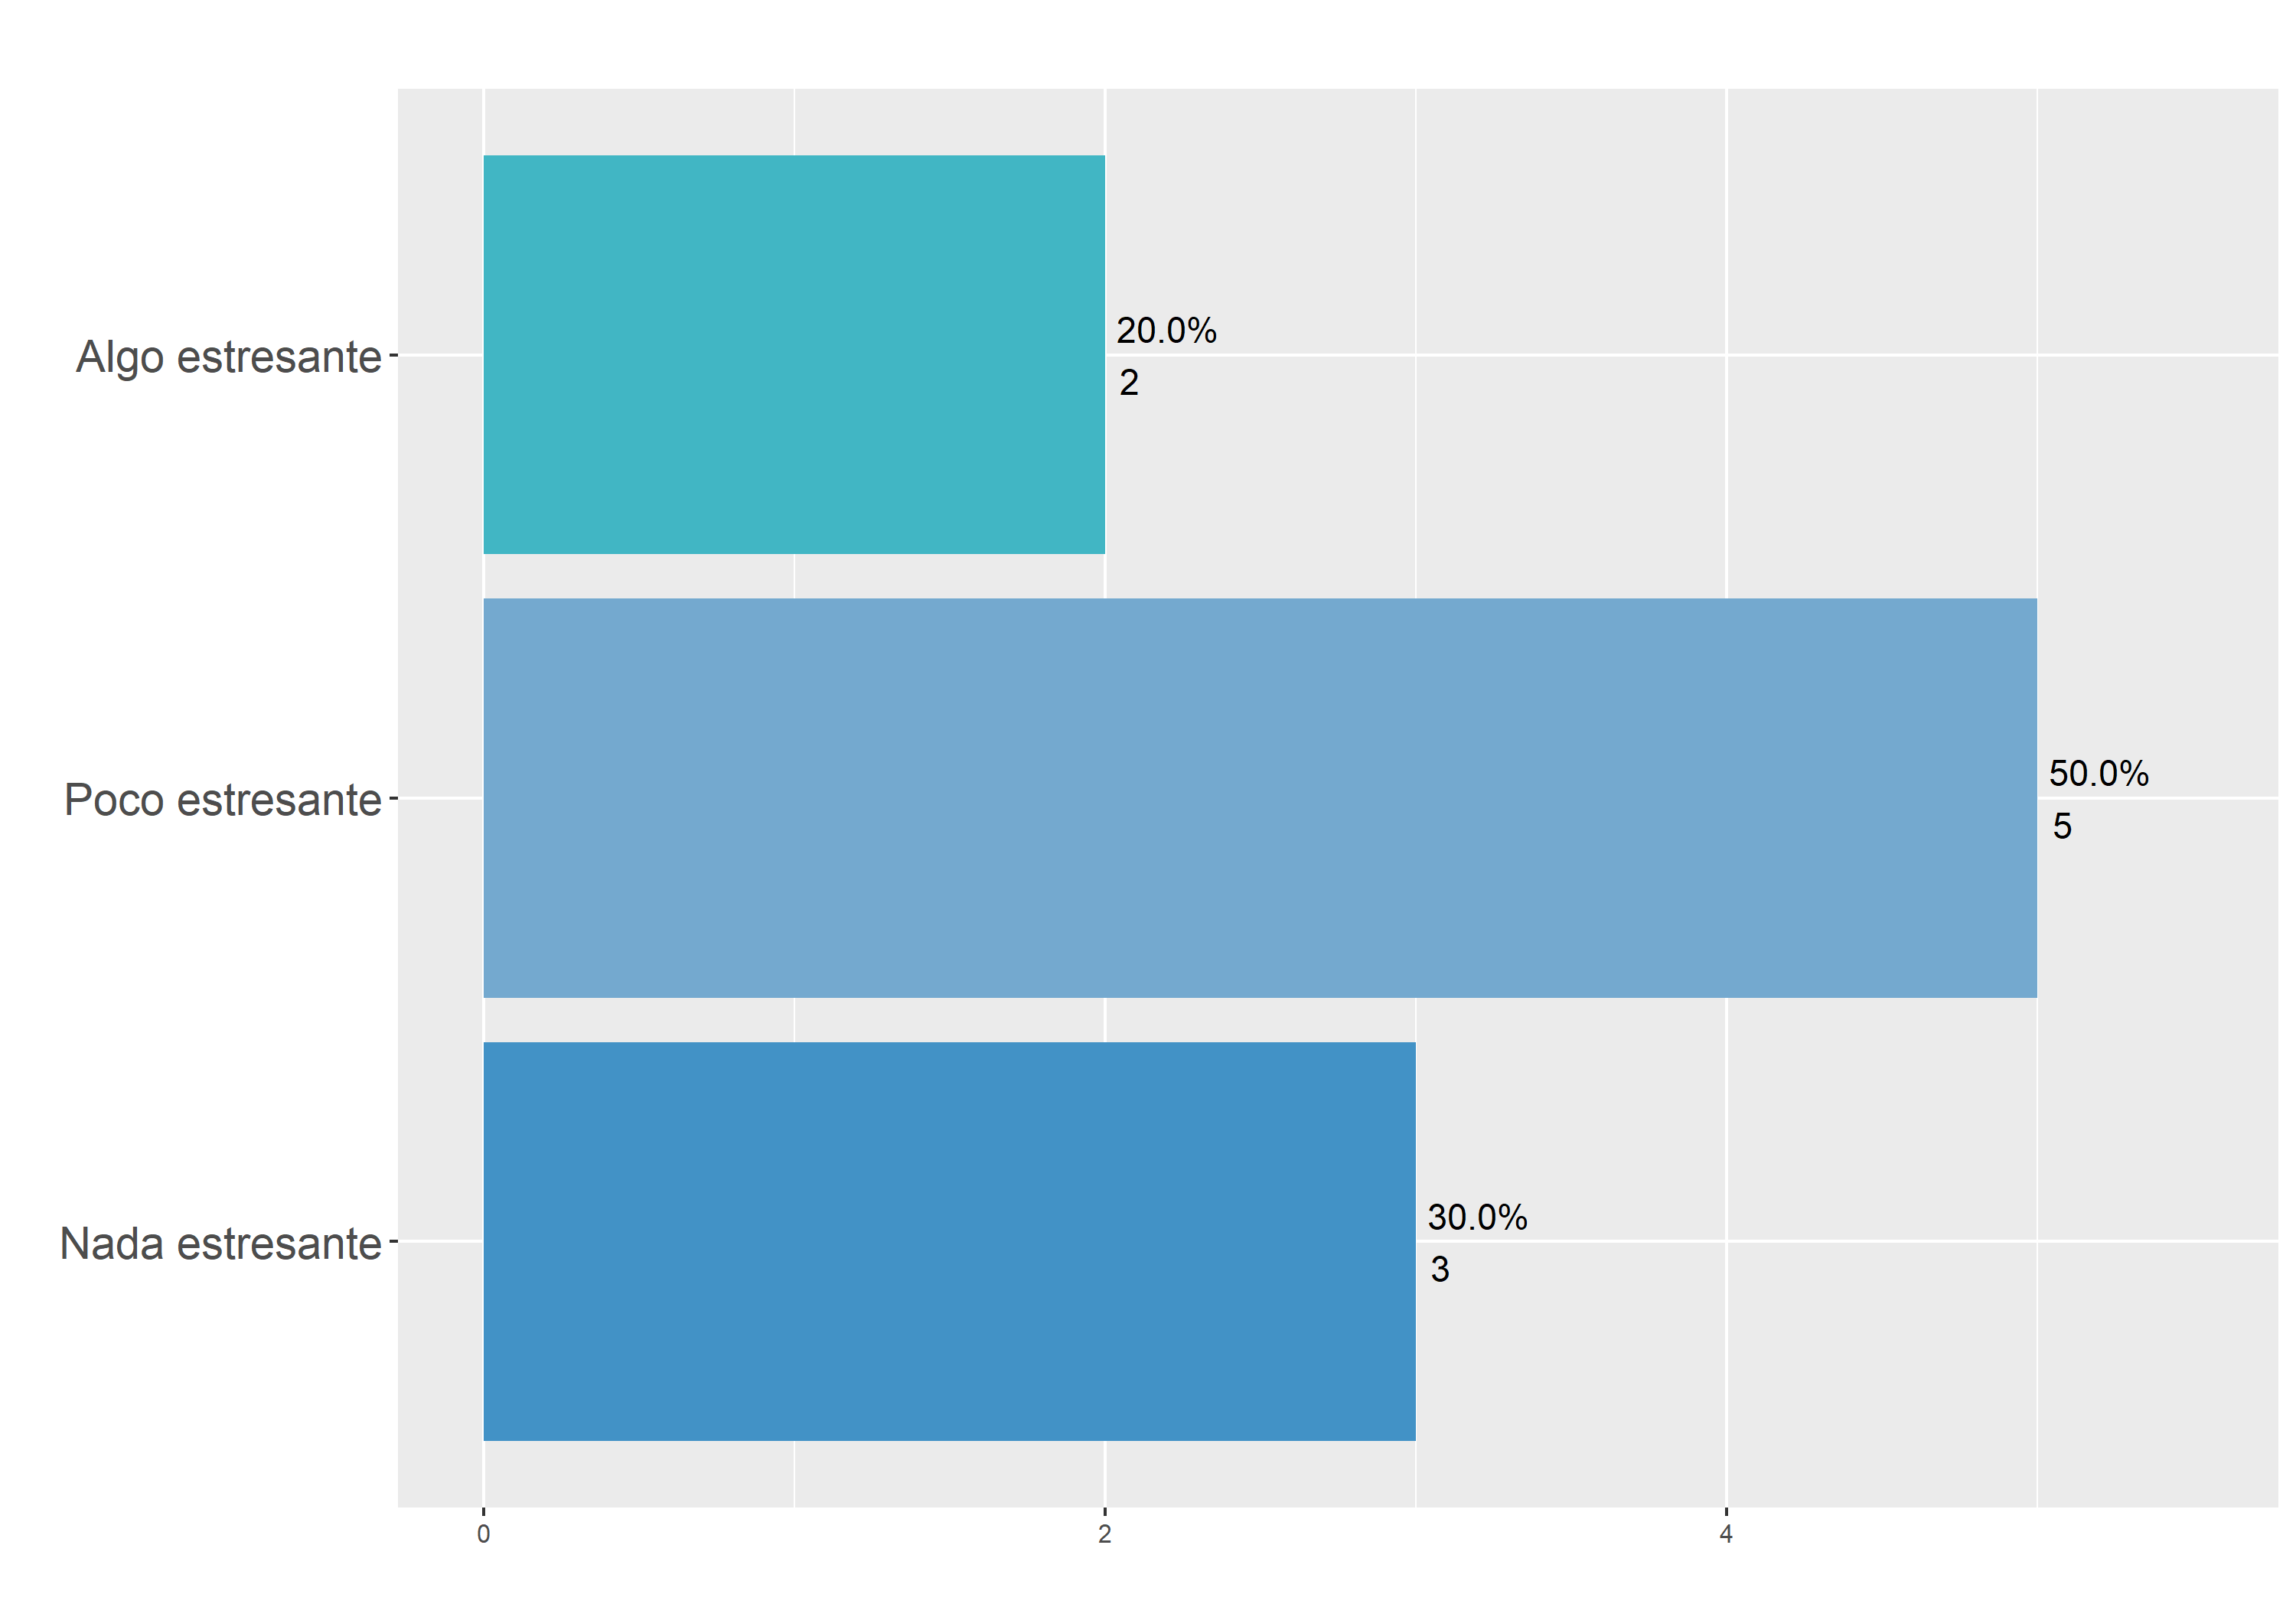 Algo estresante
20.0%
2
Poco estresante
50.0%
5
Nada estresante
30.0%
3
0 2 4